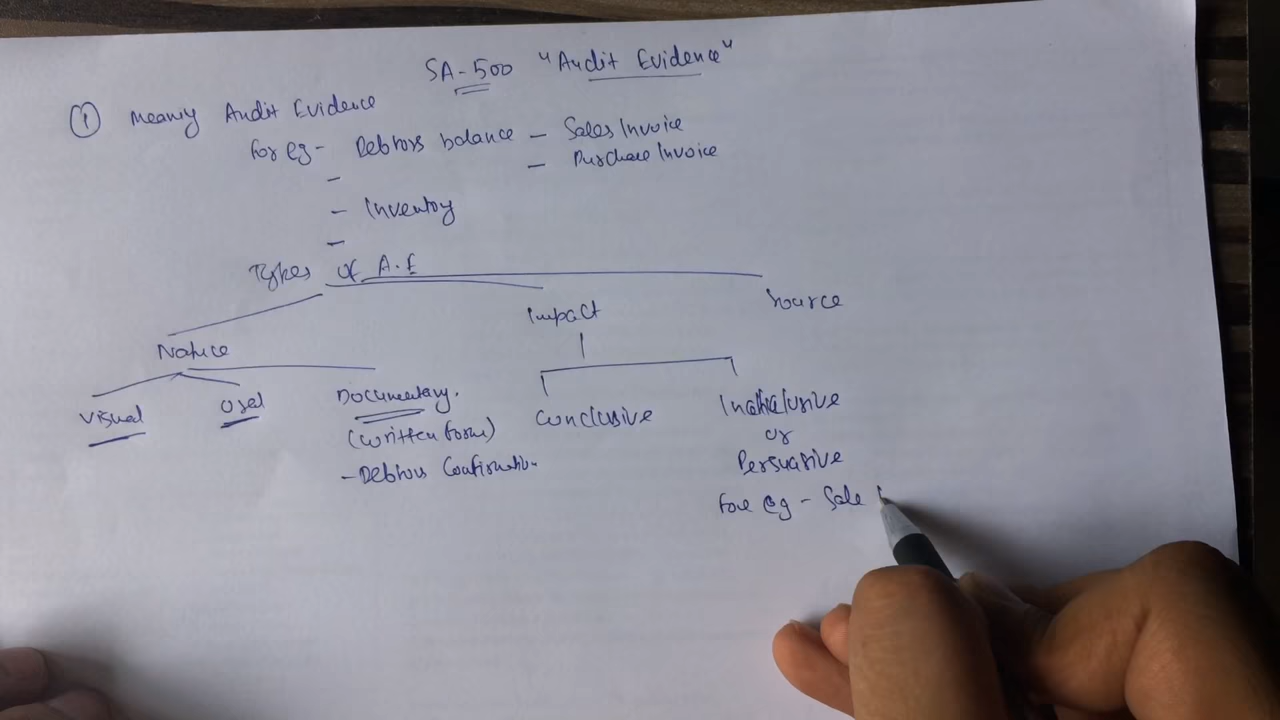 SA-500 "Audit Evidence"
① Meaning Audit Evidence
For eg - Debtors balance - Sales Invoice
- Purchase Invoice
-
- Inventory
-
Types of A.E
Nature
Impact
Source
Visual
Oral
Documentary.
(written form)
- Debtors Confirmation
Conclusive
or
Persuasive
For eg - Sale